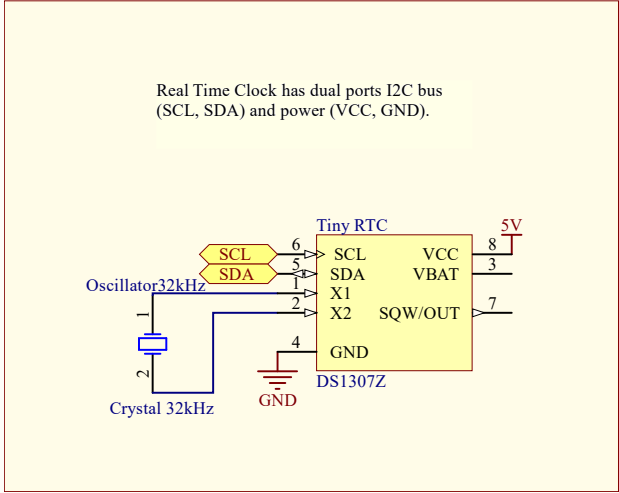 Real Time Clock has dual ports I2C bus
(SCL, SDA) and power (VCC, GND).
Tiny RTC
5V
SCL 6 SCL VCC 8
SDA 5 SDA VBAT 3
Oscillator32kHz 1 X1
2 X2 SQW/OUT 7
1
4 GND
2
DS1307Z
GND
Crystal 32kHz